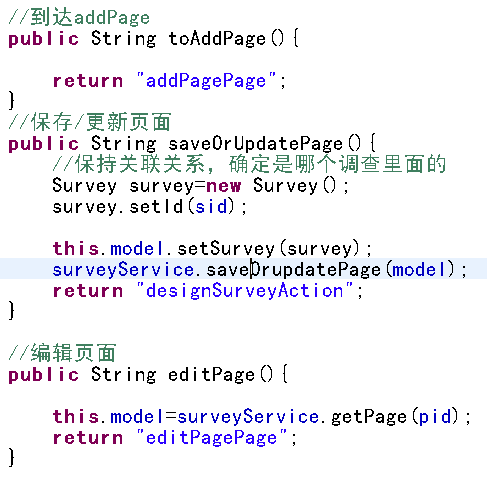 //到达addPage
public String toAddPage(){
return "addPagePage";
}
//保存/更新页面
public String saveOrUpdatePage(){
//保持关联关系，确定是哪个调查里面的
Survey survey=new Survey();
survey.setId(sid);
this.model.setSurvey(survey);
surveyService.saveOrupdatePage(model);
return "designSurveyAction";
}
//编辑页面
public String editPage(){
this.model=surveyService.getPage(pid);
return "editPagePage";
}